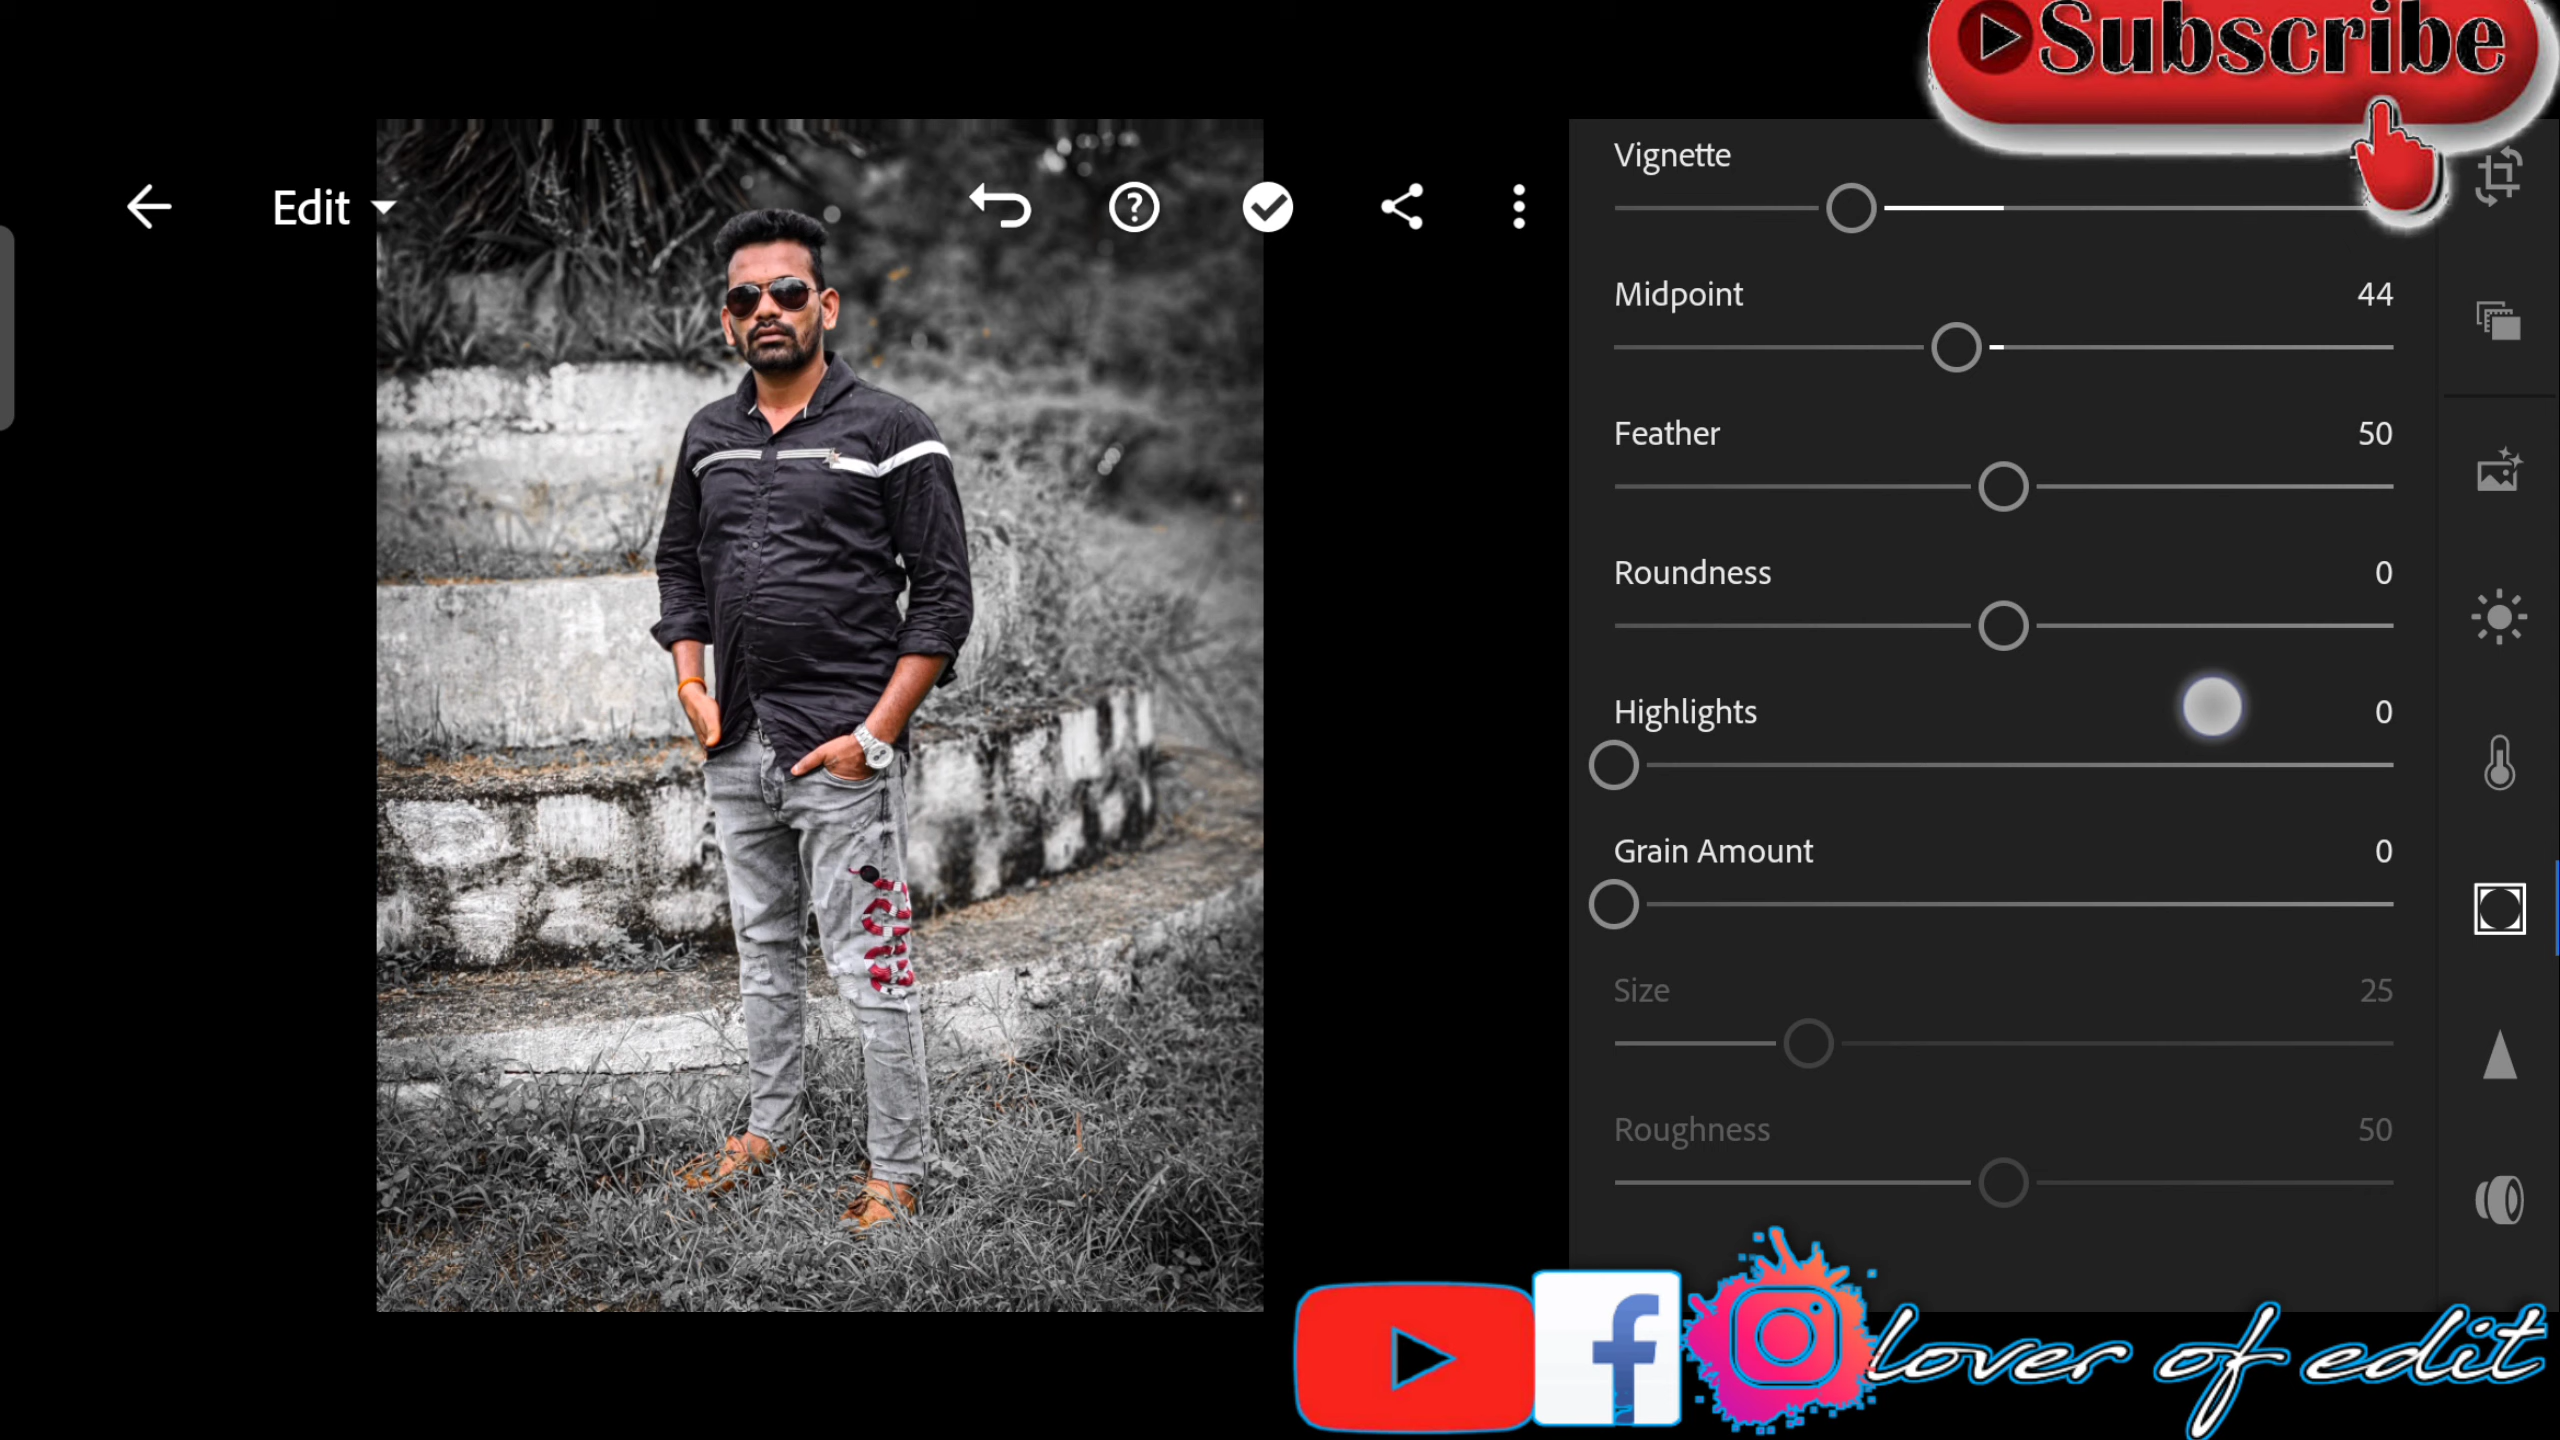 Subscribe
Edit
Vignette
Midpoint 44
Feather 50
Roundness 0
Highlights 0
Grain Amount 0
Size 25
Roughness 50
lover of edit